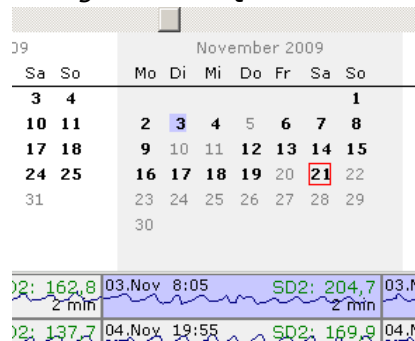 09 November 2009
Sa So Mo Di Mi Do Fr Sa So
3 4 1
10 11 2 3 4 5 6 7 8
17 18 9 10 11 12 13 14 15
24 25 16 17 18 19 20 21 22
31 23 24 25 26 27 28 29
30
D2: 162,8 03.Nov 8:05 SD2: 204,7 03.N
2 min 2 min
D2: 137,7 04.Nov 19:55 SD2: 169,9 04.N